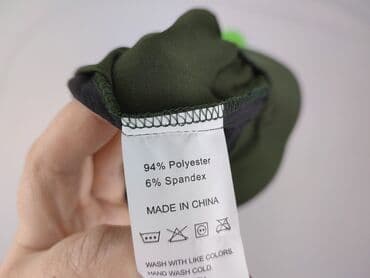 94% Polyester
6% Spandex
MADE IN CHINA
WASH WITH LIKE COLORS.
HAND WASH COLD.